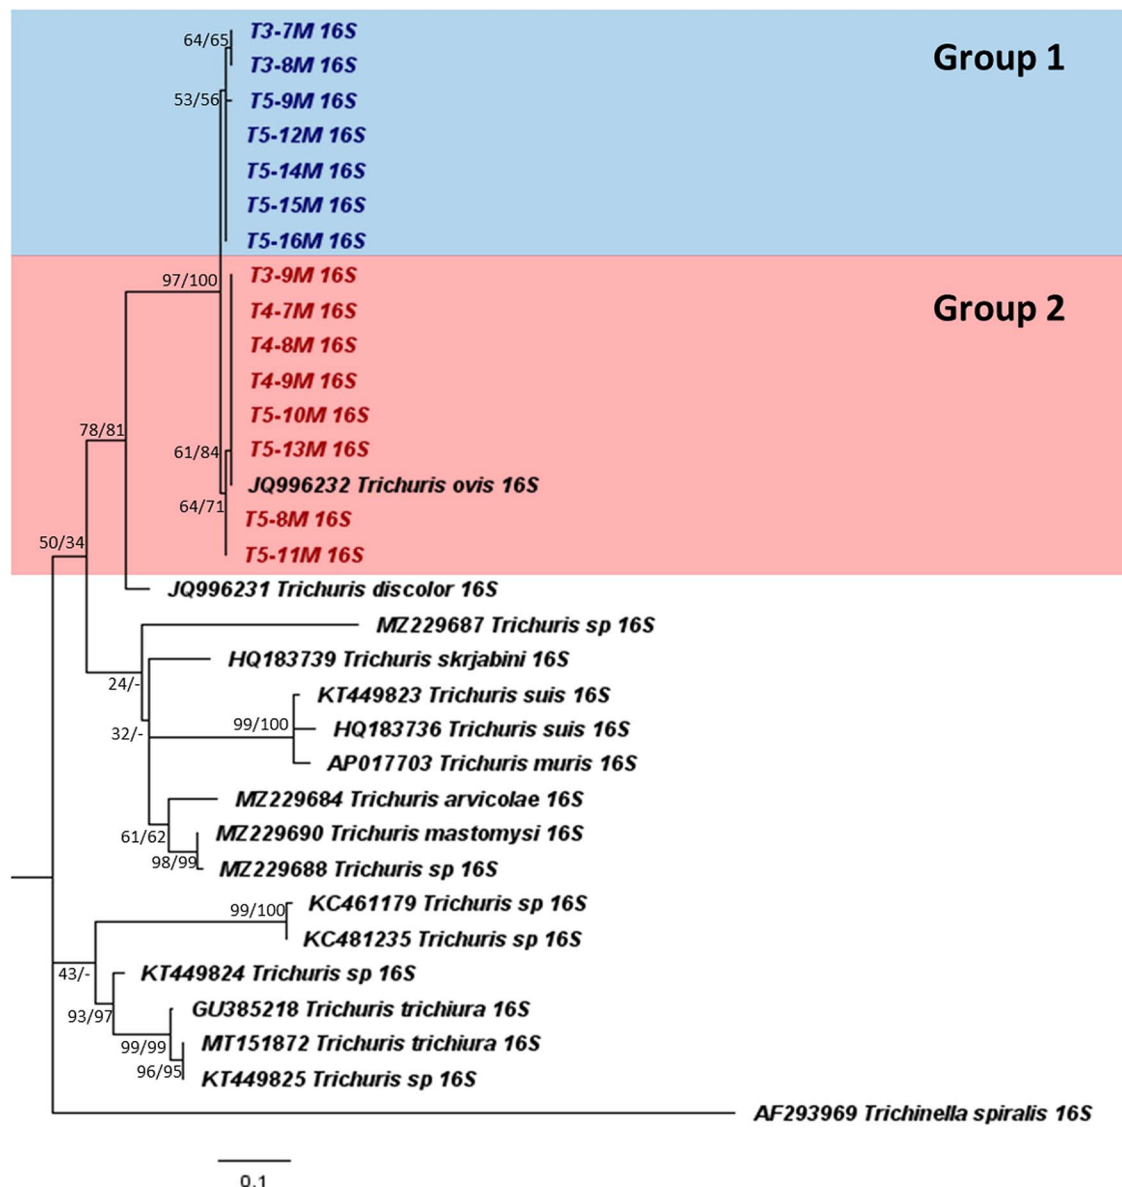 64/65
T3-7M 16S
T3-8M 16S
Group 1
53/56
T5-9M 16S
T5-12M 16S
T5-14M 16S
T5-15M 16S
T5-16M 16S
97/100
T3-9M 16S
Group 2
T4-7M 16S
T4-8M 16S
T4-9M 16S
T5-10M 16S
78/81
61/84
T5-13M 16S
JQ996232 Trichuris ovis 16S
64/71
T5-8M 16S
50/34
T5-11M 16S
JQ996231 Trichuris discolor 16S
MZ229687 Trichuris sp 16S
HQ183739 Trichuris skrjabini 16S
24/-
KT449823 Trichuris suis 16S
32/-
99/100
HQ183736 Trichuris suis 16S
AP017703 Trichuris muris 16S
MZ229684 Trichuris arvicolae 16S
61/62
MZ229690 Trichuris mastomysi 16S
98/99
MZ229688 Trichuris sp 16S
99/100
KC461179 Trichuris sp 16S
KC481235 Trichuris sp 16S
43/-
KT449824 Trichuris sp 16S
93/97
GU385218 Trichuris trichiura 16S
99/99
MT151872 Trichuris trichiura 16S
96/95
KT449825 Trichuris sp 16S
AF293969 Trichinella spiralis 16S
0.1